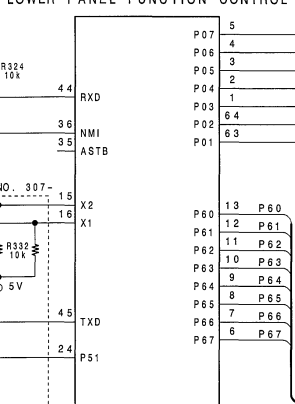 LOWER PANEL FUNCTION CONTROL
R324
10k
44 RXD
36 NMI
35 ASTB
NO. 307-
15 X2
16 X1
R332
10k
5V
45 TXD
24 P51
P07 5
P06 4
P05 3
P04 2
P03 1
P02 64
P01 63
P60 13 P60
P61 12 P61
P62 11 P62
P63 10 P63
P64 9 P64
P65 8 P65
P66 7 P66
P67 6 P67